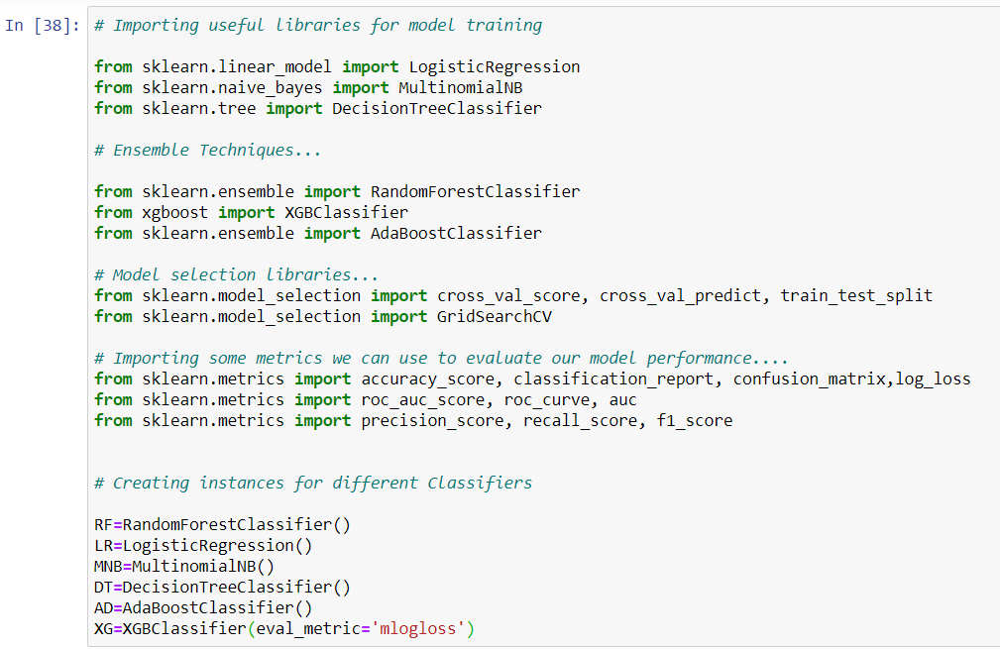 In [38]: # Importing useful libraries for model training
from sklearn.linear_model import LogisticRegression
from sklearn.naive_bayes import MultinomialNB
from sklearn.tree import DecisionTreeClassifier
# Ensemble Techniques...
from sklearn.ensemble import RandomForestClassifier
from xgboost import XGBClassifier
from sklearn.ensemble import AdaBoostClassifier
# Model selection libraries...
from sklearn.model_selection import cross_val_score, cross_val_predict, train_test_split
from sklearn.model_selection import GridSearchCV
# Importing some metrics we can use to evaluate our model performance....
from sklearn.metrics import accuracy_score, classification_report, confusion_matrix,log_loss
from sklearn.metrics import roc_auc_score, roc_curve, auc
from sklearn.metrics import precision_score, recall_score, f1_score
# Creating instances for different Classifiers
RF=RandomForestClassifier()
LR=LogisticRegression()
MNB=MultinomialNB()
DT=DecisionTreeClassifier()
AD=AdaBoostClassifier()
XG=XGBClassifier(eval_metric='mlogloss')